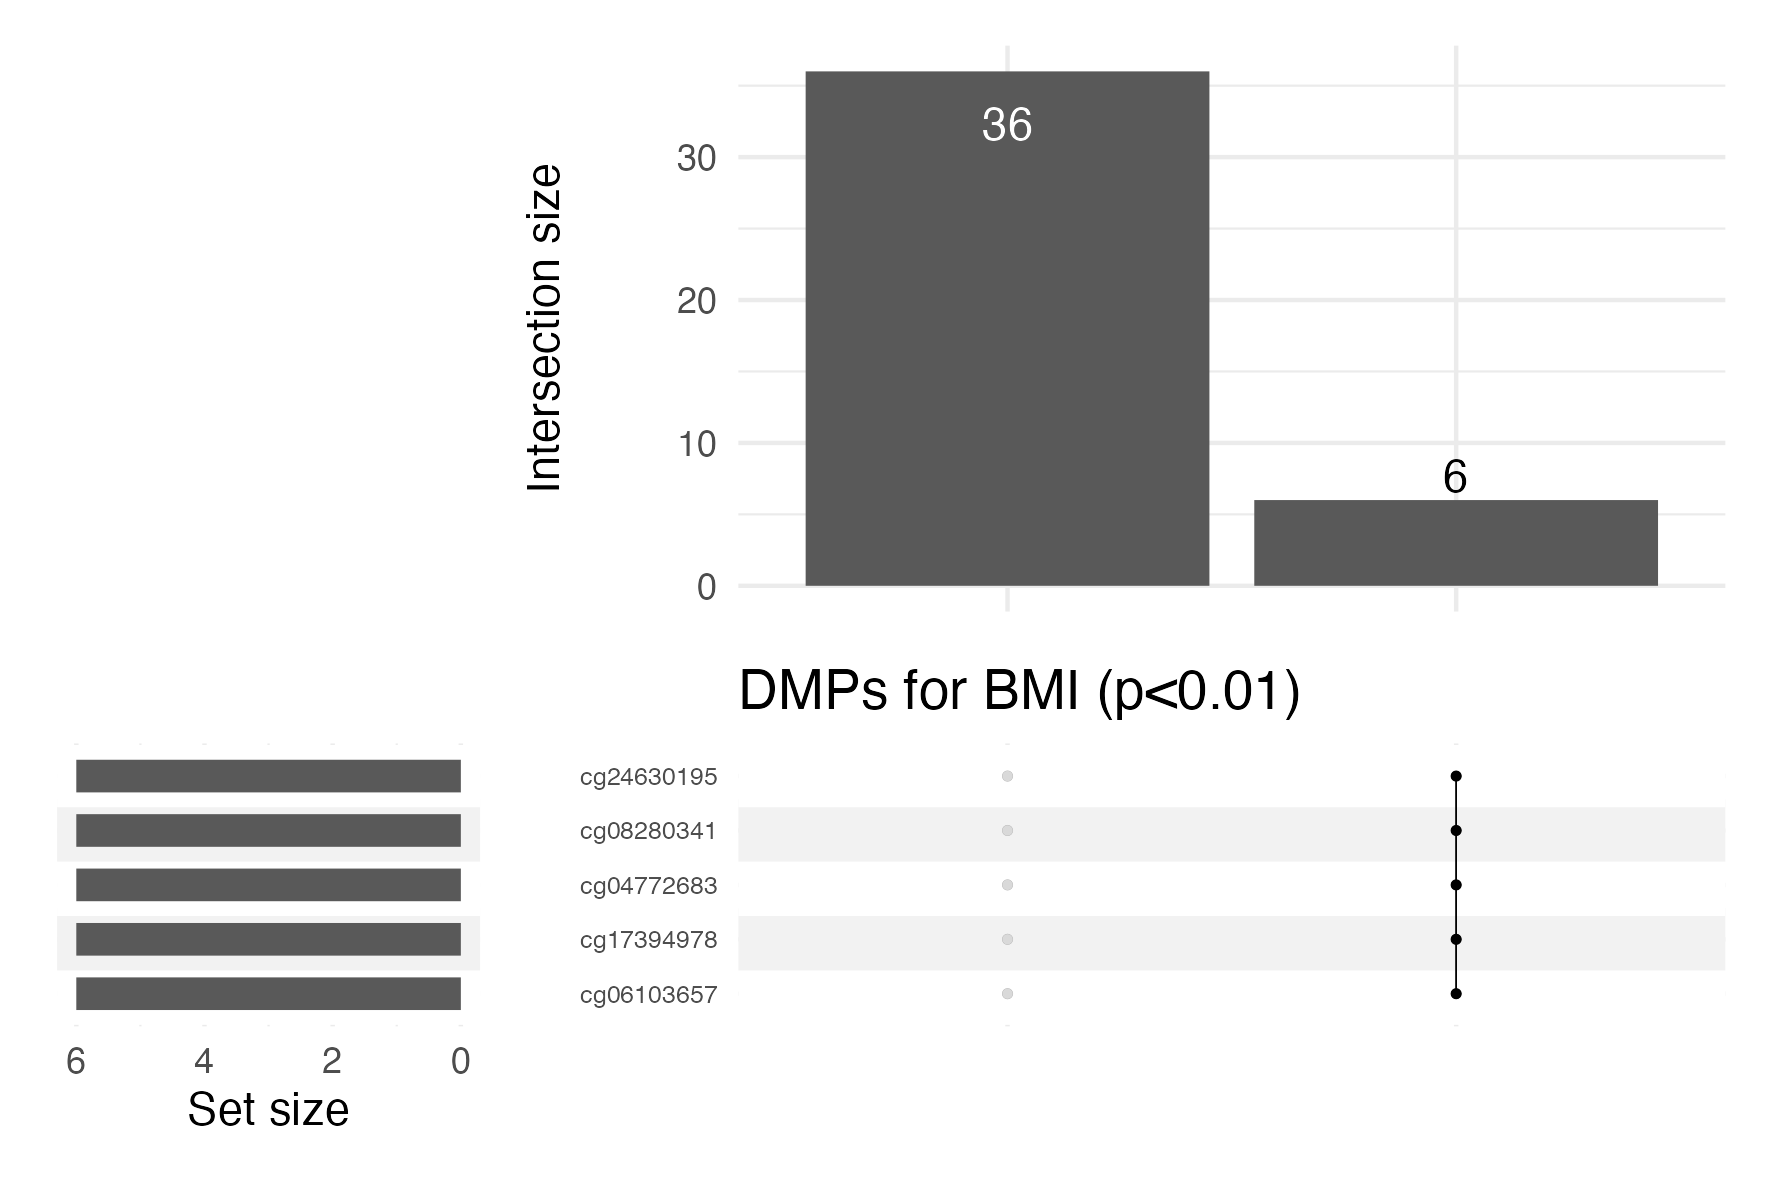 Intersection size
36
30
20
10
6
0
DMPs for BMI (p<0.01)
cg24630195
cg08280341
cg04772683
cg17394978
cg06103657
6 4 2 0
Set size